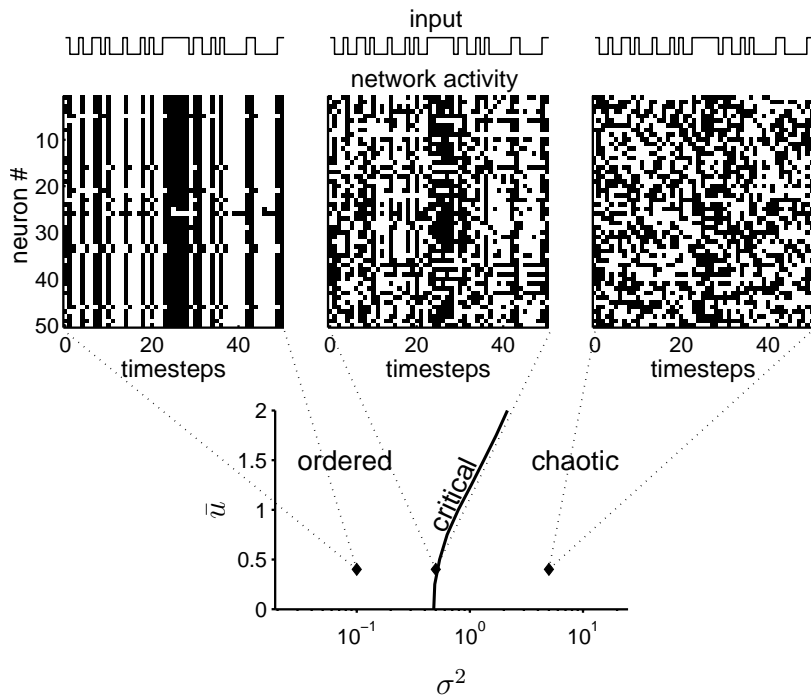 input
network activity
neuron #
10
20
30
40
50
0 20 40
timesteps
0 20 40
timesteps
0 20 40
timesteps
ū
2
1.5
1
0.5
0
ordered
critical
chaotic
10⁻¹ 10⁰ 10¹
σ²